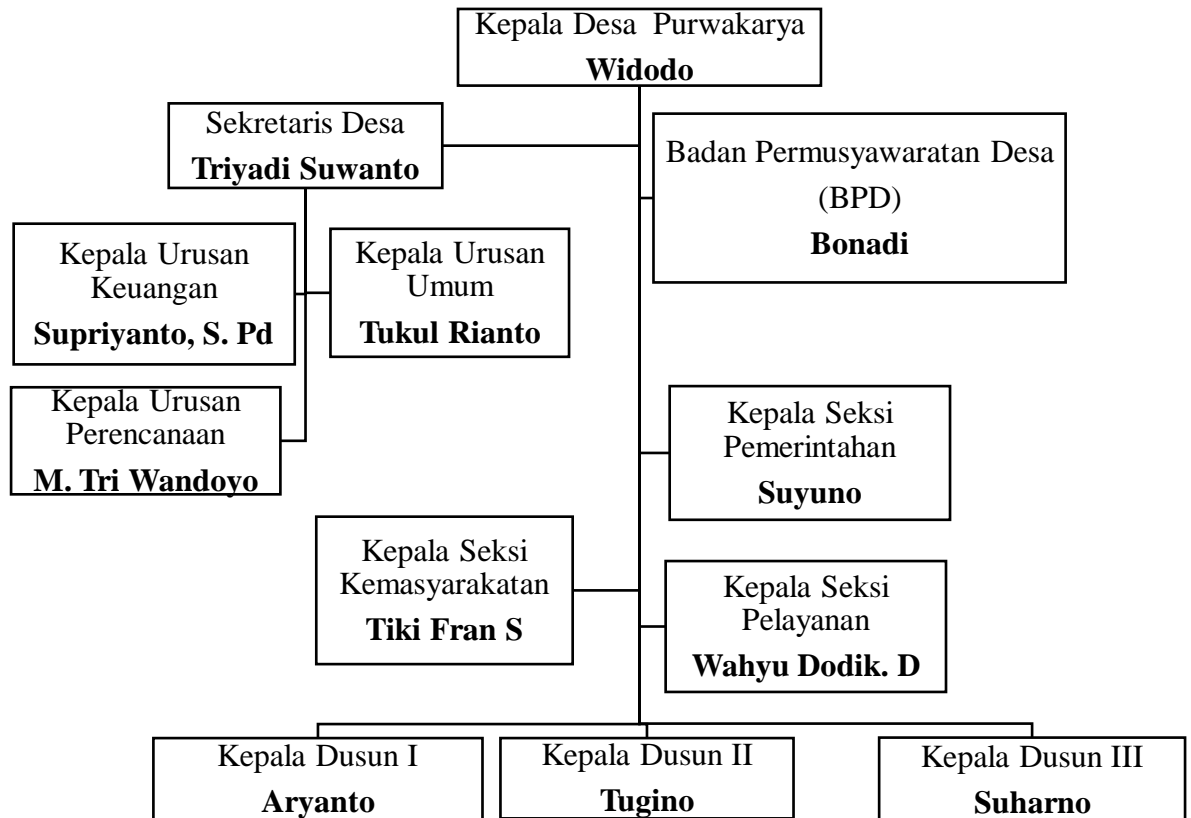 Kepala Desa Purwakarya
Widodo
Sekretaris Desa
Triyadi Suwanto
Badan Permusyawaratan Desa
(BPD)
Bonadi
Kepala Urusan
Keuangan
Supriyanto, S. Pd
Kepala Urusan
Umum
Tukul Rianto
Kepala Urusan
Perencanaan
M. Tri Wandoyo
Kepala Seksi
Pemerintahan
Suyuno
Kepala Seksi
Kemasyarakatan
Tiki Fran S
Kepala Seksi
Pelayanan
Wahyu Dodik. D
Kepala Dusun I
Aryanto
Kepala Dusun II
Tugino
Kepala Dusun III
Suharno